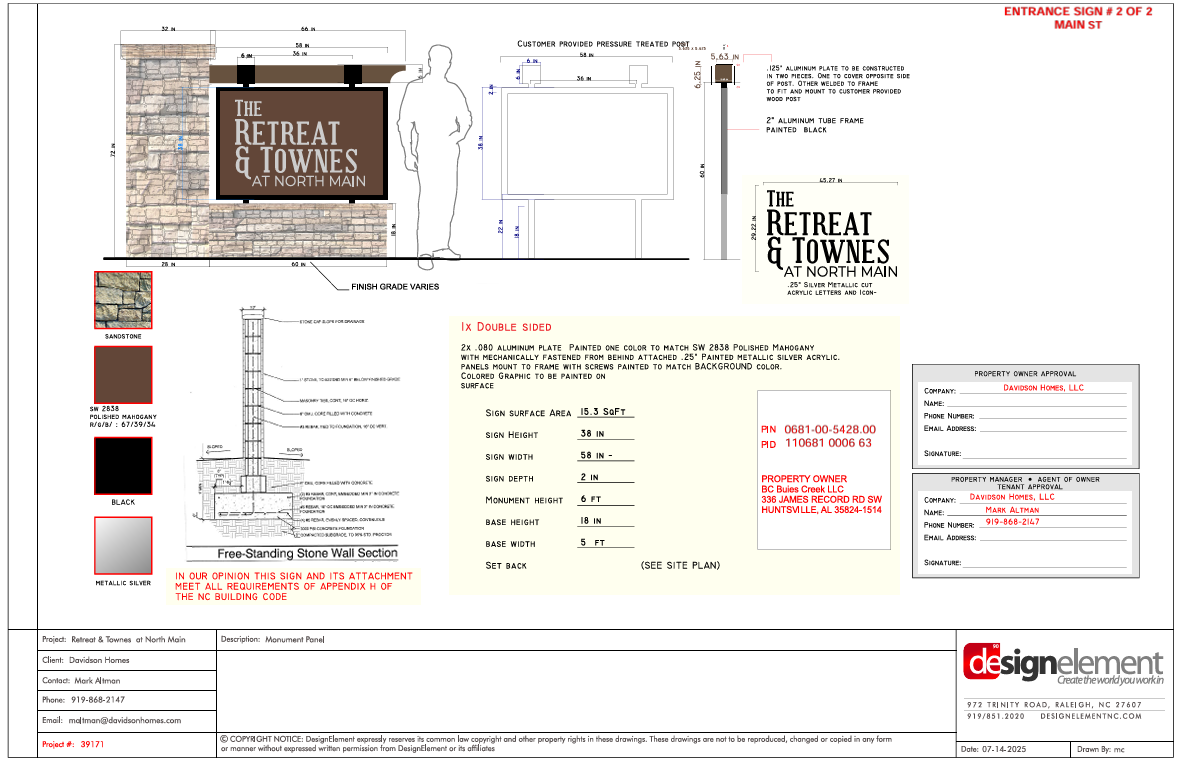 ENTRANCE SIGN # 2 OF 2
MAIN ST
32 IN
66 IN
58 IN
6 IN
36 IN
72 IN
18 IN
28 IN
60 IN
THE
RETREAT
& TOWNES
AT NORTH MAIN
FINISH GRADE VARIES
CUSTOMER PROVIDED PRESSURE TREATED POST
58 IN
6 IN
6 IN
36 IN
2 IN
38 IN
22 IN
18 IN
5.63 IN
6.25 IN
60 IN
.125" ALUMINUM PLATE TO BE CONSTRUCTED
IN TWO PIECES. ONE TO COVER OPPOSITE SIDE
OF POST. OTHER WELDED TO FRAME
TO FIT AND MOUNT TO CUSTOMER PROVIDED
WOOD POST
2" ALUMINUM TUBE FRAME
PAINTED BLACK
45.27 IN
29.22 IN
THE
RETREAT
& TOWNES
AT NORTH MAIN
.25" SILVER METALLIC CUT
ACRYLIC LETTERS AND ICON-
SANDSTONE
SW 2838
POLISHED MAHOGANY
R/G/B/ : 67/39/34
BLACK
METALLIC SILVER
STONE CAP SLOPE FOR DRAINAGE
SLOPED
SLOPED
Free-Standing Stone Wall Section
IN OUR OPINION THIS SIGN AND ITS ATTACHMENT
MEET ALL REQUIREMENTS OF APPENDIX H OF
THE NC BUILDING CODE
1X DOUBLE SIDED
2X .080 ALUMINUM PLATE PAINTED ONE COLOR TO MATCH SW 2838 POLISHED MAHOGANY
WITH MECHANICALLY FASTENED FROM BEHIND ATTACHED .25" PAINTED METALLIC SILVER ACRYLIC.
PANELS MOUNT TO FRAME WITH SCREWS PAINTED TO MATCH BACKGROUND COLOR.
COLORED GRAPHIC TO BE PAINTED ON
SURFACE
SIGN SURFACE AREA 15.3 SQFT
SIGN HEIGHT 38 IN
SIGN WIDTH 58 IN -
SIGN DEPTH 2 IN
MONUMENT HEIGHT 6 FT
BASE HEIGHT 18 IN
BASE WIDTH 5 FT
SET BACK (SEE SITE PLAN)
PIN 0681-00-5428.00
PID 110681 0006 63
PROPERTY OWNER
BC Buies Creek LLC
336 JAMES RECORD RD SW
HUNTSVILLE, AL 35824-1514
PROPERTY OWNER APPROVAL
COMPANY: DAVIDSON HOMES, LLC
NAME:
PHONE NUMBER:
EMAIL ADDRESS:
SIGNATURE:
PROPERTY MANAGER • AGENT OF OWNER
TENANT APPROVAL
COMPANY: DAVIDSON HOMES, LLC
NAME: MARK ALTMAN
PHONE NUMBER: 919-868-2147
EMAIL ADDRESS:
SIGNATURE:
Project: Retreat & Townes at North Main
Client: Davidson Homes
Contact: Mark Altman
Phone: 919-868-2147
Email: maltman@davidsonhomes.com
Project #: 39171
Description: Monument Panel
© COPYRIGHT NOTICE: DesignElement expressly reserves its common law copyright and other property rights in these drawings. These drawings are not to be reproduced, changed or copied in any form
or manner without expressed written permission from DesignElement or its affiliates
designelement
Create the world you work in
972 TRINITY ROAD, RALEIGH, NC 27607
919/851.2020 DESIGNELEMENTNC.COM
Date: 07-14-2025
Drawn By: mc